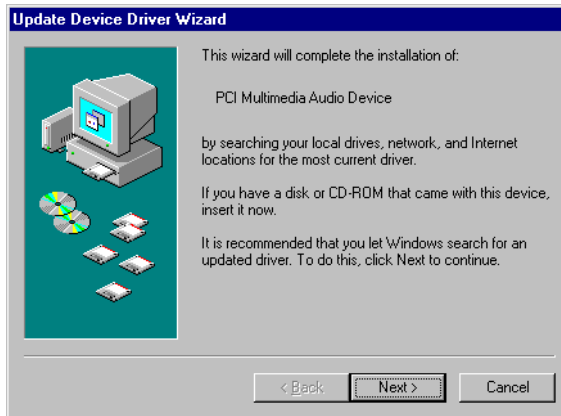 Update Device Driver Wizard
This wizard will complete the installation of:
PCI Multimedia Audio Device
by searching your local drives, network, and Internet
locations for the most current driver.
If you have a disk or CD-ROM that came with this device,
insert it now.
It is recommended that you let Windows search for an
updated driver. To do this, click Next to continue.
< Back
Next >
Cancel